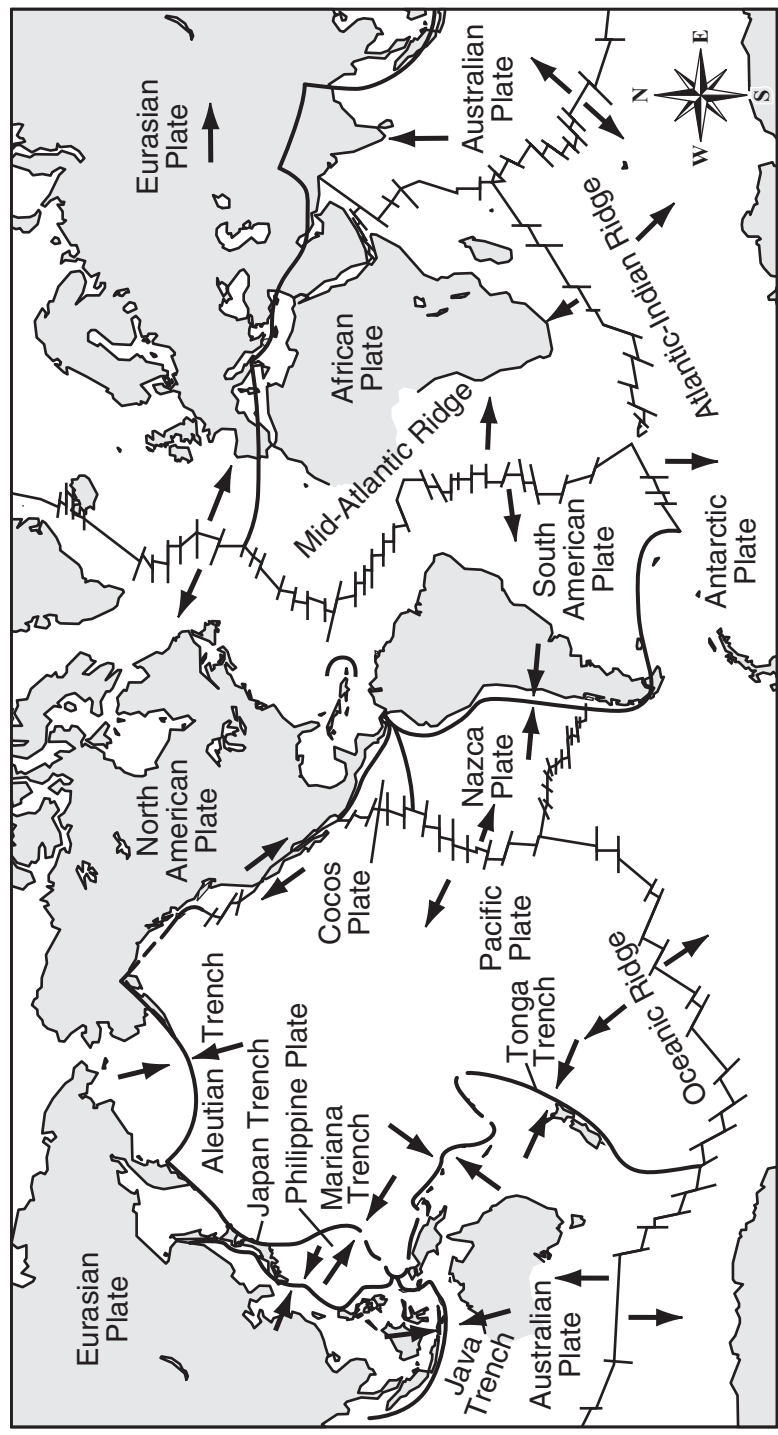 Eurasian
Plate
Aleutian Trench
Japan Trench
Philippine Plate
Mariana
Trench
Java
Trench
Australian
Plate
North
American
Plate
Cocos
Plate
Pacific
Plate
Tonga
Trench
Oceanic Ridge
Nazca
Plate
South
American
Plate
Antarctic
Plate
Mid-Atlantic Ridge
African
Plate
Atlantic-Indian Ridge
Eurasian
Plate
Australian
Plate
N
W
E
S